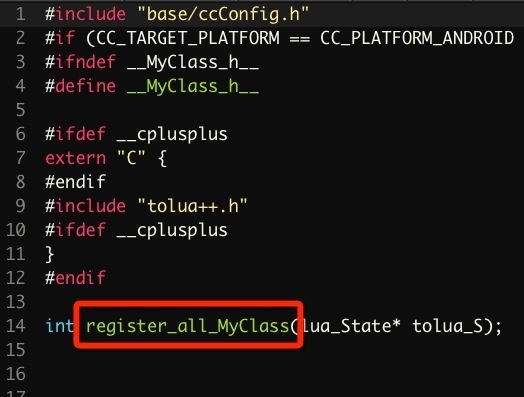 1 #include "base/ccConfig.h"
2 #if (CC_TARGET_PLATFORM == CC_PLATFORM_ANDROID
3 #ifndef __MyClass_h__
4 #define __MyClass_h__
5
6 #ifdef __cplusplus
7 extern "C" {
8 #endif
9 #include "tolua++.h"
10 #ifdef __cplusplus
11 }
12 #endif
13
14 int register_all_MyClass(lua_State* tolua_S);
15
16
17